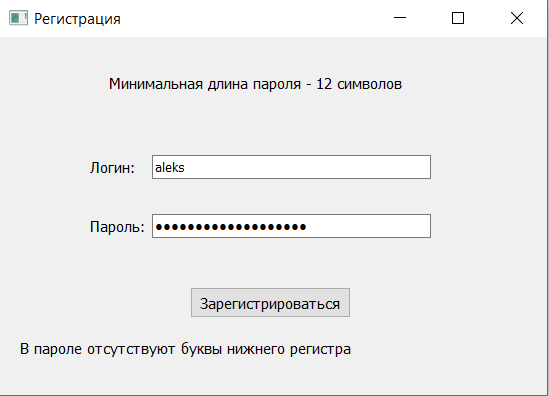 Регистрация
Минимальная длина пароля - 12 символов
Логин: aleks
Пароль: •••••••••••••••••••
Зарегистрироваться
В пароле отсутствуют буквы нижнего регистра